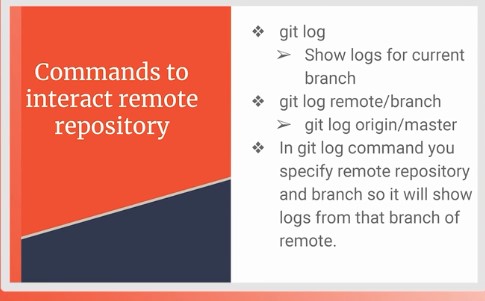 Commands to
interact remote
repository
❖ git log
➢ Show logs for current
branch
❖ git log remote/branch
➢ git log origin/master
❖ In git log command you
specify remote repository
and branch so it will show
logs from that branch of
remote.